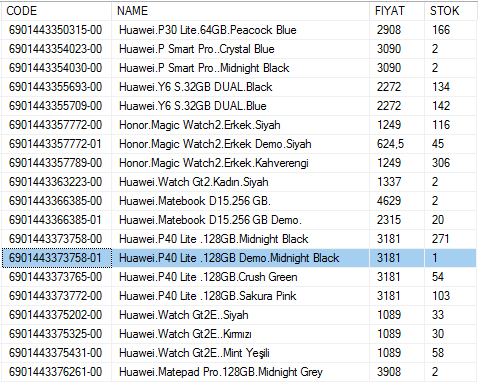 CODE NAME FIYAT STOK
6901443350315-00 Huawei.P30 Lite.64GB.Peacock Blue 2908 166
6901443354023-00 Huawei.P Smart Pro..Crystal Blue 3090 2
6901443354030-00 Huawei.P Smart Pro..Midnight Black 3090 2
6901443355693-00 Huawei.Y6 S.32GB DUAL.Black 2272 134
6901443355709-00 Huawei.Y6 S.32GB DUAL.Blue 2272 142
6901443357772-00 Honor.Magic Watch2.Erkek.Siyah 1249 116
6901443357772-01 Honor.Magic Watch2.Erkek Demo.Siyah 624,5 45
6901443357789-00 Honor.Magic Watch2.Erkek.Kahverengi 1249 306
6901443363223-00 Huawei.Watch Gt2.Kadın.Siyah 1337 2
6901443366385-00 Huawei.Matebook D15.256 GB. 4629 2
6901443366385-01 Huawei.Matebook D15.256 GB Demo. 2315 20
6901443373758-00 Huawei.P40 Lite .128GB.Midnight Black 3181 271
6901443373758-01 Huawei.P40 Lite .128GB Demo.Midnight Black 3181 1
6901443373765-00 Huawei.P40 Lite .128GB.Crush Green 3181 54
6901443373772-00 Huawei.P40 Lite .128GB.Sakura Pink 3181 103
6901443375202-00 Huawei.Watch Gt2E..Siyah 1089 33
6901443375325-00 Huawei.Watch Gt2E..Kırmızı 1089 30
6901443375431-00 Huawei.Watch Gt2E..Mint Yeşili 1089 58
6901443376261-00 Huawei.Matepad Pro.128GB.Midnight Grey 3908 2